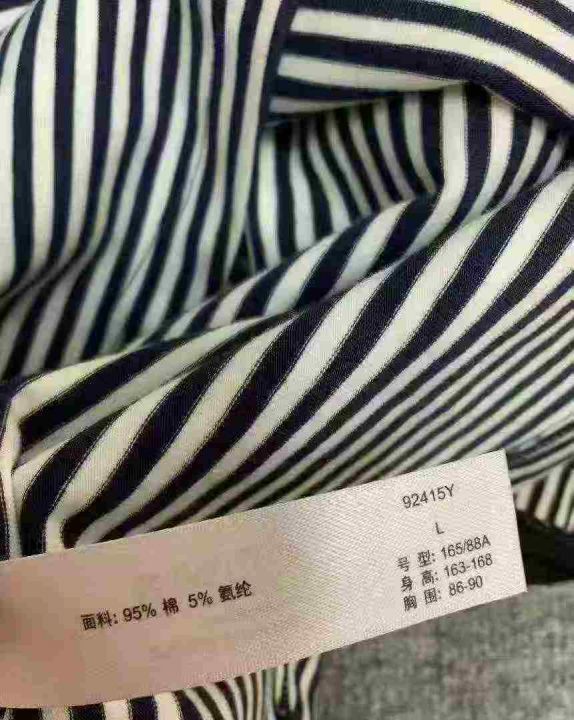 92415Y
L
号 型: 165/88A
身 高: 163-168
胸 围: 86-90
面料: 95% 棉 5% 氨纶